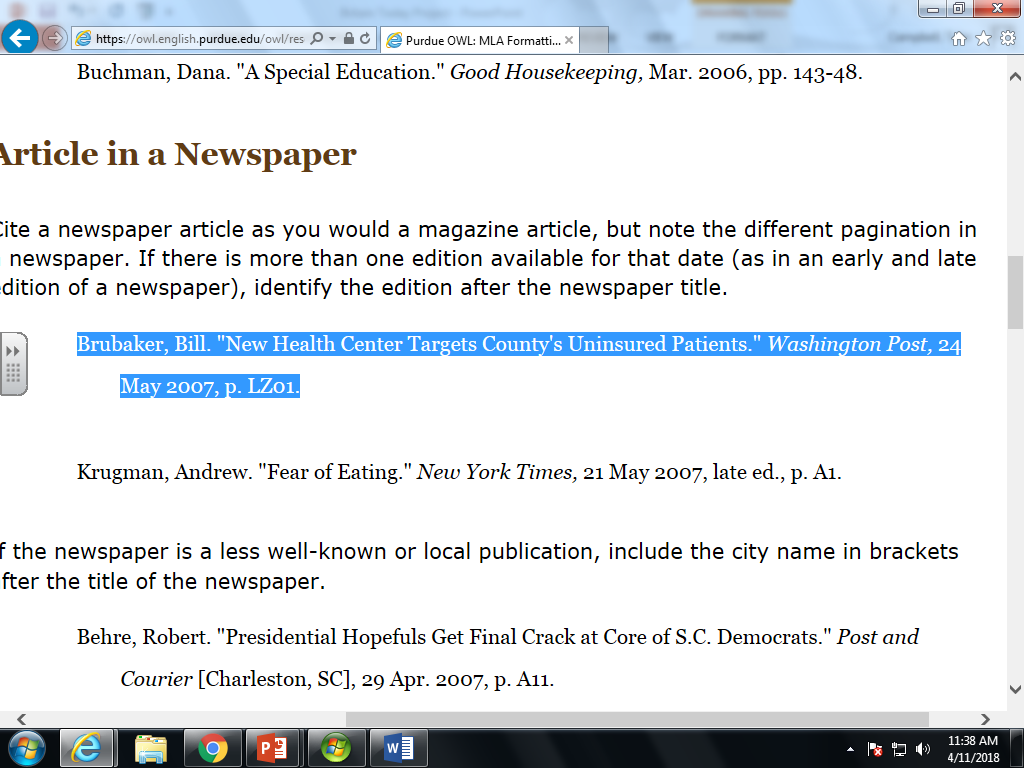 https://owl.english.purdue.edu/owl/res
Purdue OWL: MLA Formatti...
Buchman, Dana. "A Special Education." Good Housekeeping, Mar. 2006, pp. 143-48.
Article in a Newspaper
Cite a newspaper article as you would a magazine article, but note the different pagination in
newspaper. If there is more than one edition available for that date (as in an early and late
edition of a newspaper), identify the edition after the newspaper title.
Brubaker, Bill. "New Health Center Targets County's Uninsured Patients." Washington Post, 24
May 2007, p. LZ01.
Krugman, Andrew. "Fear of Eating." New York Times, 21 May 2007, late ed., p. A1.
f the newspaper is a less well-known or local publication, include the city name in brackets
fter the title of the newspaper.
Behre, Robert. "Presidential Hopefuls Get Final Crack at Core of S.C. Democrats." Post and
Courier [Charleston, SC], 29 Apr. 2007, p. A11.
11:38 AM
4/11/2018